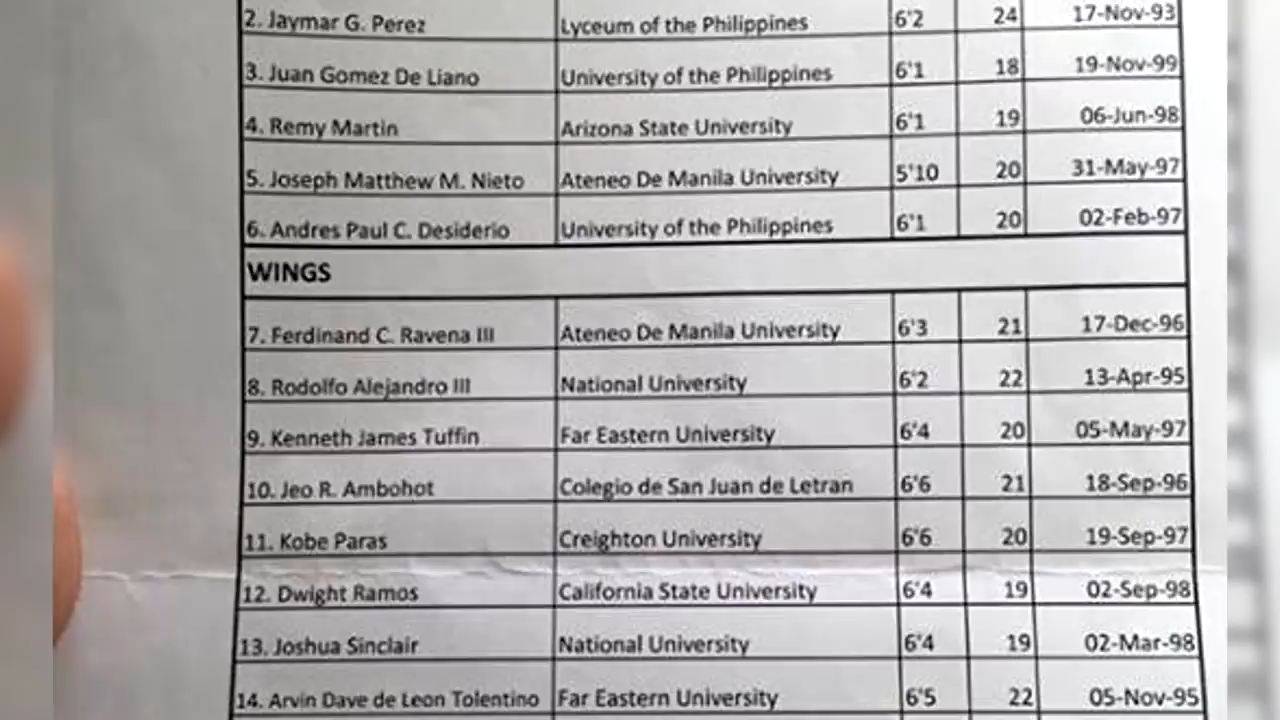 2. Jaymar G. Perez Lyceum of the Philippines 6'2 24 17-Nov-93
3. Juan Gomez De Liano University of the Philippines 6'1 18 19-Nov-99
4. Remy Martin Arizona State University 6'1 19 06-Jun-98
5. Joseph Matthew M. Nieto Ateneo De Manila University 5'10 20 31-May-97
6. Andres Paul C. Desiderio University of the Philippines 6'1 20 02-Feb-97
WINGS
7. Ferdinand C. Ravena III Ateneo De Manila University 6'3 21 17-Dec-96
8. Rodolfo Alejandro III National University 6'2 22 13-Apr-95
9. Kenneth James Tuffin Far Eastern University 6'4 20 05-May-97
10. Jeo R. Ambohot Colegio de San Juan de Letran 6'6 21 18-Sep-96
11. Kobe Paras Creighton University 6'6 20 19-Sep-97
12. Dwight Ramos California State University 6'4 19 02-Sep-98
13. Joshua Sinclair National University 6'4 19 02-Mar-98
14. Arvin Dave de Leon Tolentino Far Eastern University 6'5 22 05-Nov-95